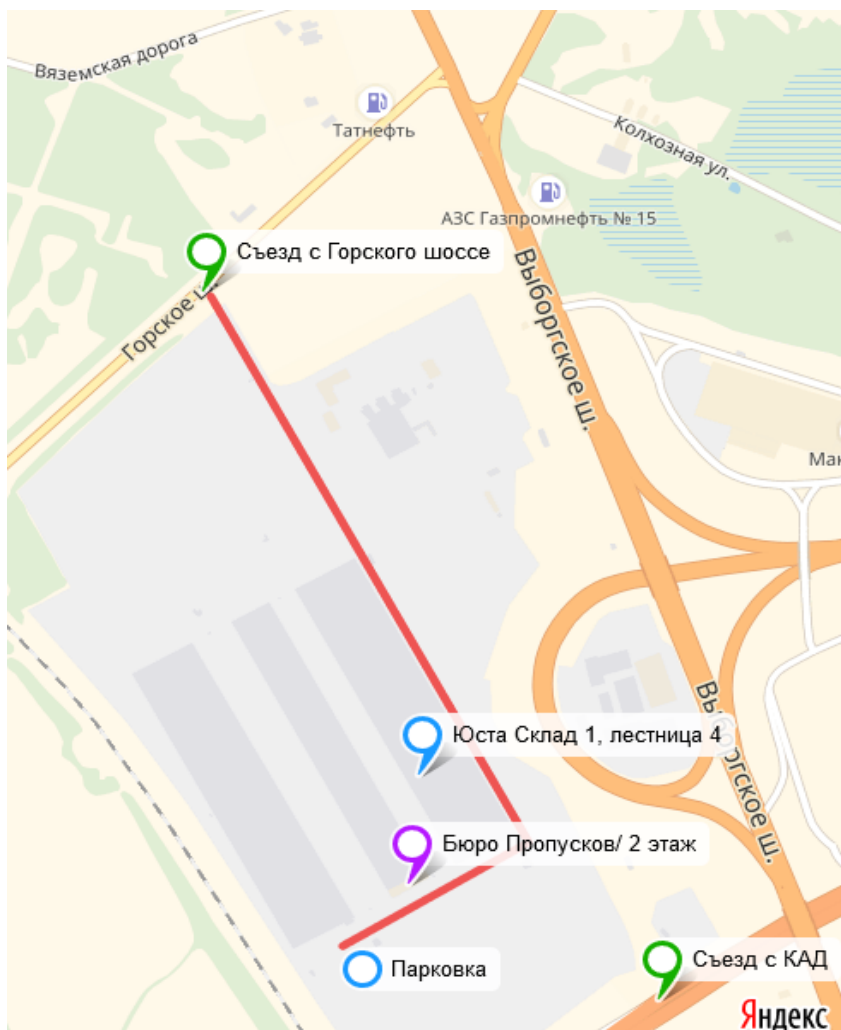 Вяземская дорога
Татнефть
Колхозная ул.
АЗС Газпромнефть № 15
Съезд с Горского шоссе
Горское ш.
Выборгское ш.
Мак
Юста Склад 1, лестница 4
Выборгское ш.
Бюро Пропусков/ 2 этаж
Парковка
Съезд с КАД
Яндекс